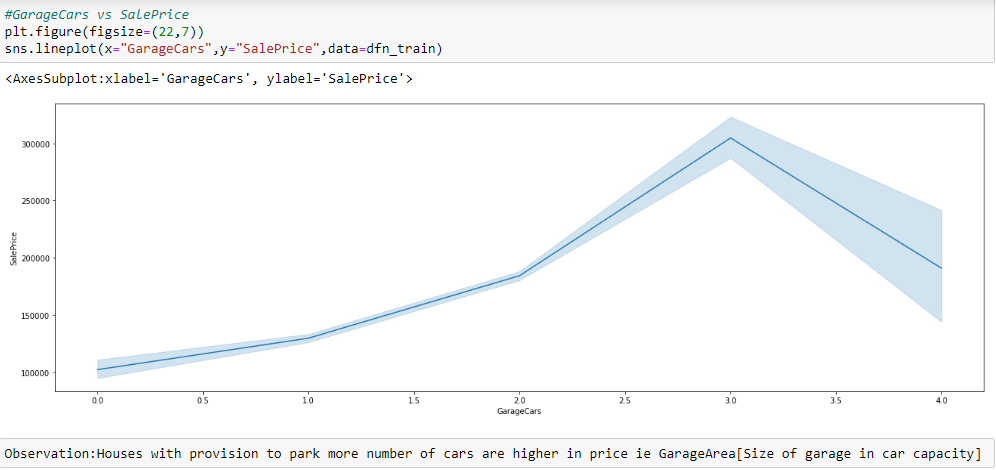 #GarageCars vs SalePrice
plt.figure(figsize=(22,7))
sns.lineplot(x="GarageCars",y="SalePrice",data=dfn_train)
<AxesSubplot:xlabel='GarageCars', ylabel='SalePrice'>
300000
250000
200000
150000
100000
SalePrice
0.0 0.5 1.0 1.5 2.0 2.5 3.0 3.5 4.0
GarageCars
Observation:Houses with provision to park more number of cars are higher in price ie GarageArea[Size of garage in car capacity]